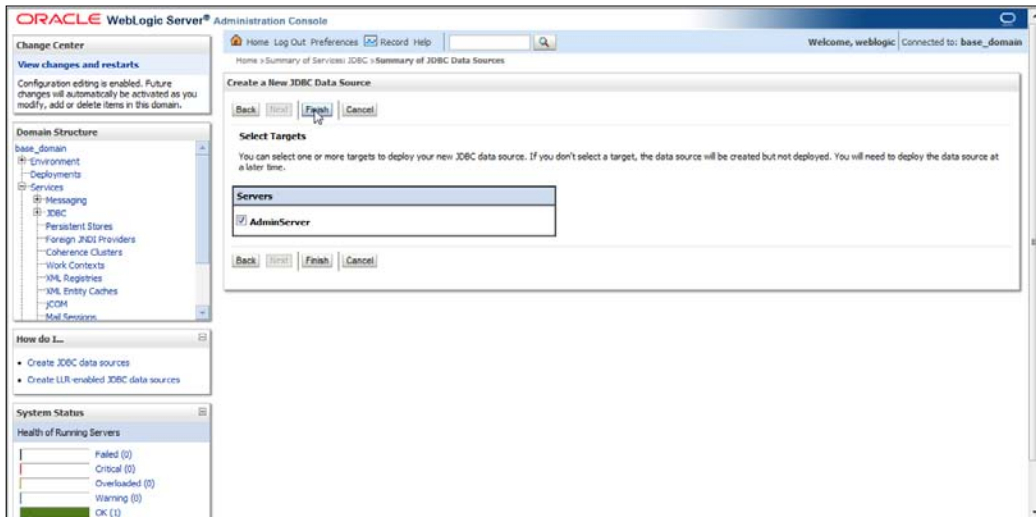 ORACLE WebLogic Server® Administration Console
Change Center
View changes and restarts
Configuration editing is enabled. Future
changes will automatically be activated as you
modify, add or delete items in this domain.
Domain Structure
base_domain
Environment
Deployments
Services
Messaging
JDBC
Persistent Stores
Foreign JNDI Providers
Coherence Clusters
Work Contexts
XML Registries
XML Entity Caches
jCOM
Mail Sessions
How do I...
• Create JDBC data sources
• Create LLR-enabled JDBC data sources
System Status
Health of Running Servers
Failed (0)
Critical (0)
Overloaded (0)
Warning (0)
OK (1)
Home Log Out Preferences Record Help
Welcome, weblogic Connected to: base_domain
Home >Summary of Services: JDBC >Summary of JDBC Data Sources
Create a New JDBC Data Source
Back Next Finish Cancel
Select Targets
You can select one or more targets to deploy your new JDBC data source. If you don't select a target, the data source will be created but not deployed. You will need to deploy the data source at
a later time.
Servers
AdminServer
Back Next Finish Cancel